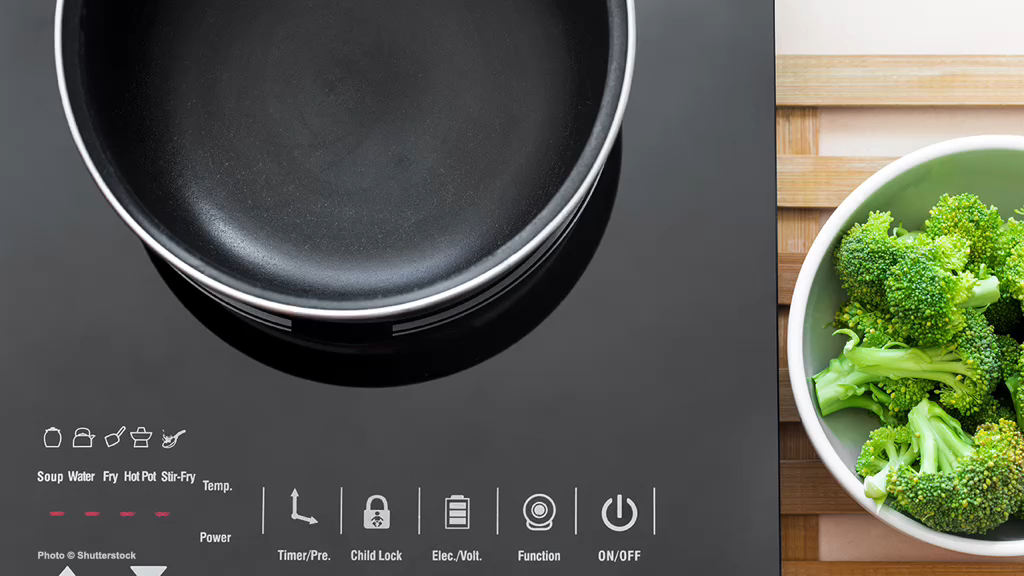 Soup Water Fry Hot Pot Stir-Fry
Temp.
Power
Timer/Pre.
Child Lock
Elec./Volt.
Function
ON/OFF
Photo © Shutterstock